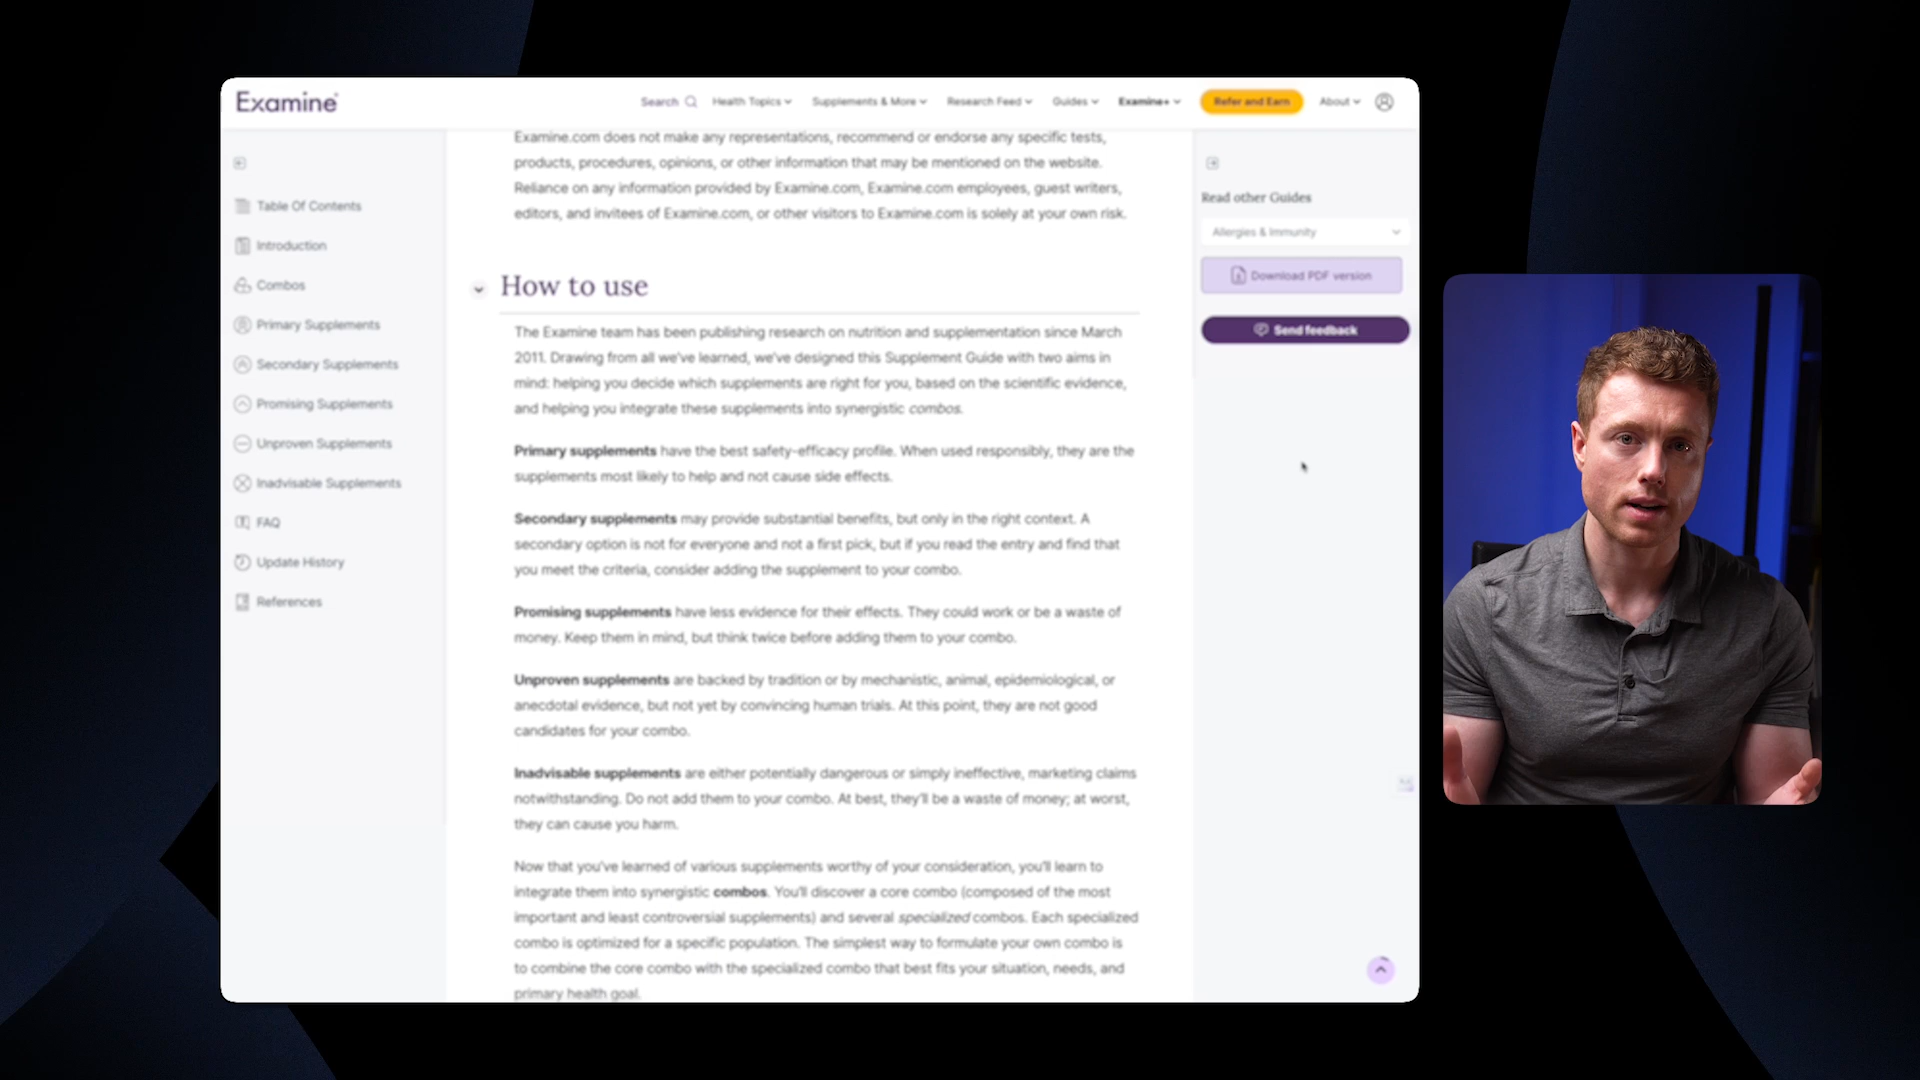 Examine
Search
Health Topics
Supplements & More
Research Feed
Guides
Examine+
Refer and Earn
About
Table Of Contents
Introduction
Combos
Primary Supplements
Secondary Supplements
Promising Supplements
Unproven Supplements
Inadvisable Supplements
FAQ
Update History
References
Examine.com does not make any representations, recommend or endorse any specific tests,
products, procedures, opinions, or other information that may be mentioned on the website.
Reliance on any information provided by Examine.com, Examine.com employees, guest writers,
editors, and invitees of Examine.com, or other visitors to Examine.com is solely at your own risk.
How to use
The Examine team has been publishing research on nutrition and supplementation since March
2011. Drawing from all we've learned, we've designed this Supplement Guide with two aims in
mind: helping you decide which supplements are right for you, based on the scientific evidence,
and helping you integrate these supplements into synergistic combos.
Primary supplements have the best safety-efficacy profile. When used responsibly, they are the
supplements most likely to help and not cause side effects.
Secondary supplements may provide substantial benefits, but only in the right context. A
secondary option is not for everyone and not a first pick, but if you read the entry and find that
you meet the criteria, consider adding the supplement to your combo.
Promising supplements have less evidence for their effects. They could work or be a waste of
money. Keep them in mind, but think twice before adding them to your combo.
Unproven supplements are backed by tradition or by mechanistic, animal, epidemiological, or
anecdotal evidence, but not yet by convincing human trials. At this point, they are not good
candidates for your combo.
Inadvisable supplements are either potentially dangerous or simply ineffective, marketing claims
notwithstanding. Do not add them to your combo. At best, they'll be a waste of money; at worst,
they can cause you harm.
Now that you've learned of various supplements worthy of your consideration, you'll learn to
integrate them into synergistic combos. You'll discover a core combo (composed of the most
important and least controversial supplements) and several specialized combos. Each specialized
combo is optimized for a specific population. The simplest way to formulate your own combo is
to combine the core combo with the specialized combo that best fits your situation, needs, and
primary health goal.
Read other Guides
Allergies & Immunity
Download PDF version
Send feedback